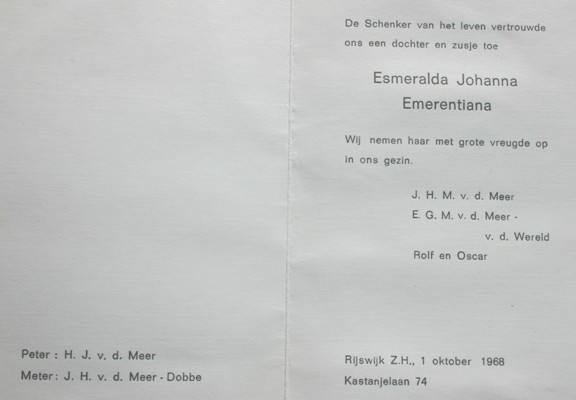 De Schenker van het leven vertrouwde
ons een dochter en zusje toe
Esmeralda Johanna
Emerentiana
Wij nemen haar met grote vreugde op
in ons gezin.
J. H. M. v. d. Meer
E. G. M. v. d. Meer -
v. d. Wereld
Rolf en Oscar
Rijswijk Z.H., 1 oktober 1968
Kastanjelaan 74
Peter : H. J. v. d. Meer
Meter : J. H. v. d. Meer - Dobbe